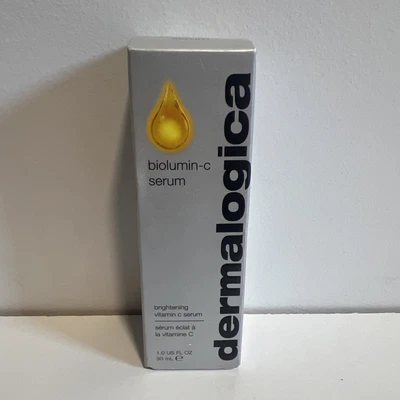 biolumin-c
serum
dermalogica
brightening
vitamin c serum
sérum éclat à
la vitamine C
1.0 US FL OZ
30 mL ℮